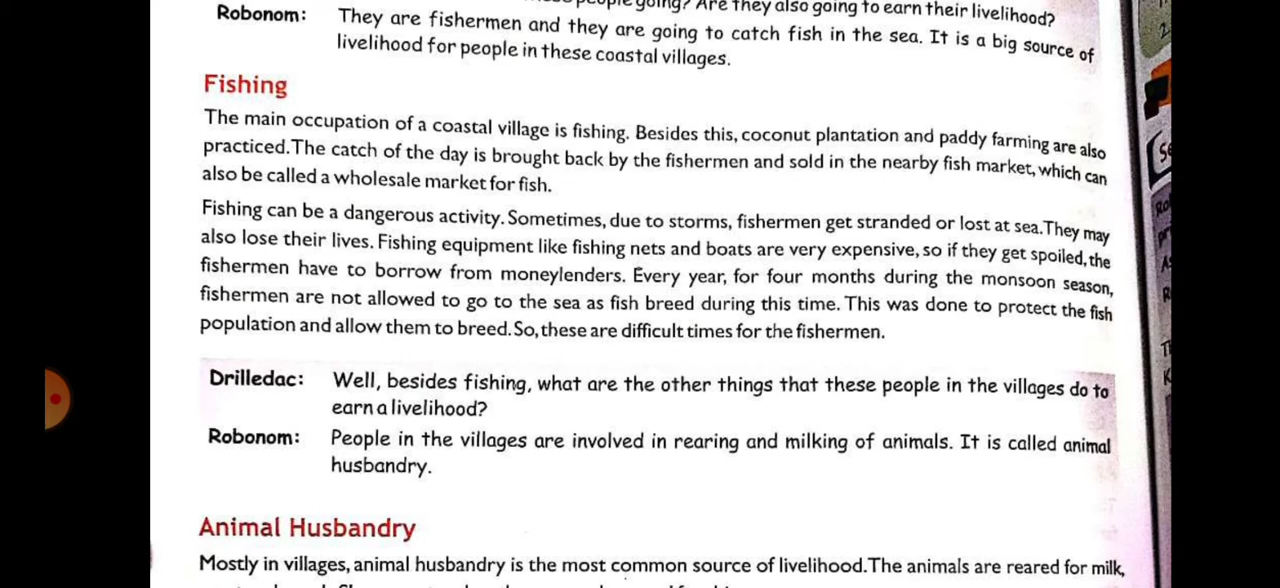 people going? Are they also going to earn their livelihood?
Robonom: They are fishermen and they are going to catch fish in the sea. It is a big source of
livelihood for people in these coastal villages.
Fishing
The main occupation of a coastal village is fishing. Besides this, coconut plantation and paddy farming are also
practiced. The catch of the day is brought back by the fishermen and sold in the nearby fish market, which can
also be called a wholesale market for fish.
Fishing can be a dangerous activity. Sometimes, due to storms, fishermen get stranded or lost at sea. They may
also lose their lives. Fishing equipment like fishing nets and boats are very expensive, so if they get spoiled, the
fishermen have to borrow from moneylenders. Every year, for four months during the monsoon season,
fishermen are not allowed to go to the sea as fish breed during this time. This was done to protect the fish
population and allow them to breed. So, these are difficult times for the fishermen.
Drilledac: Well, besides fishing, what are the other things that these people in the villages do to
earn a livelihood?
Robonom: People in the villages are involved in rearing and milking of animals. It is called animal
husbandry.
Animal Husbandry
Mostly in villages, animal husbandry is the most common source of livelihood. The animals are reared for milk,